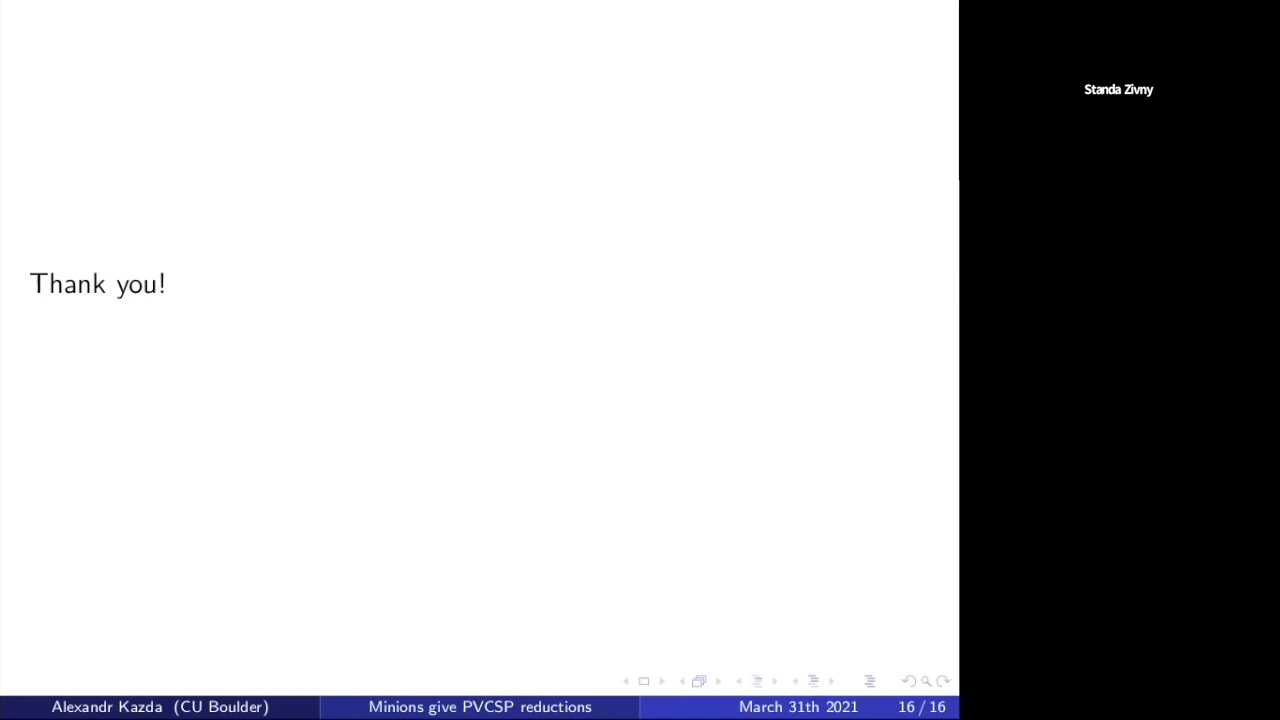 Standa Zivny
Thank you!
Alexandr Kazda (CU Boulder) Minions give PVCSP reductions March 31th 2021 16 / 16